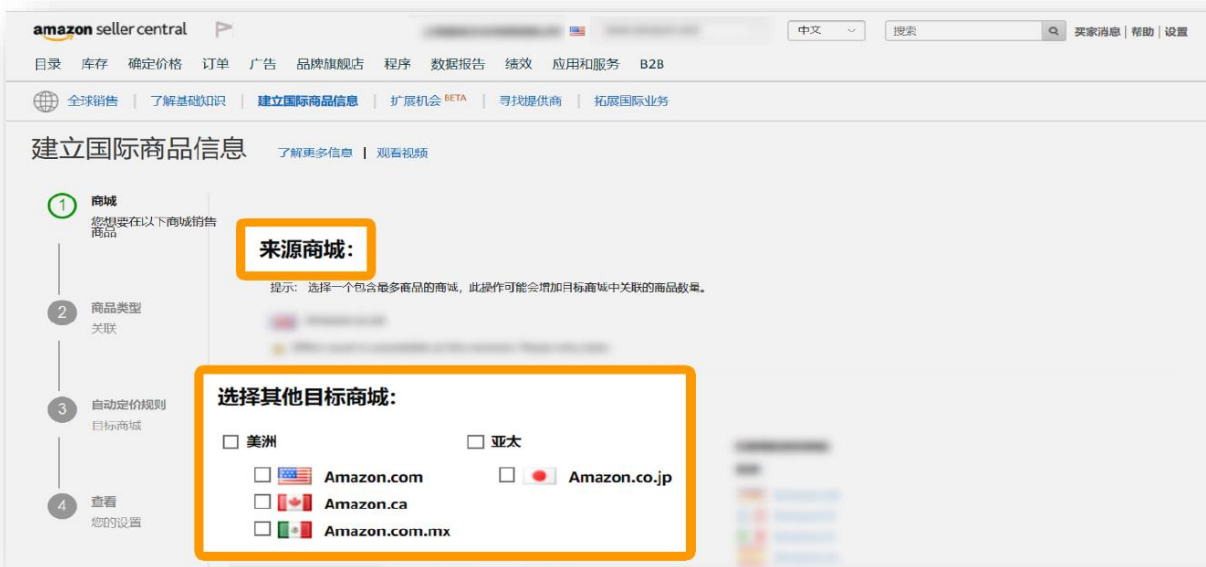 amazon seller central
中文
搜索
买家消息 | 帮助 | 设置
目录 库存 确定价格 订单 广告 品牌旗舰店 程序 数据报告 绩效 应用和服务 B2B
全球销售 | 了解基础知识 | 建立国际商品信息 | 扩展机会 BETA | 寻找提供商 | 拓展国际业务
建立国际商品信息 了解更多信息 | 观看视频
1 商城
您想要在以下商城销售
商品
来源商城：
提示： 选择一个包含最多商品的商城，此操作可能会增加目标商城中关联的商品数量。
2 商品类型
关联
选择其他目标商城：
3 自动定价规则
目标商城
美洲 亚太
Amazon.com Amazon.co.jp
Amazon.ca
Amazon.com.mx
4 查看
您的设置